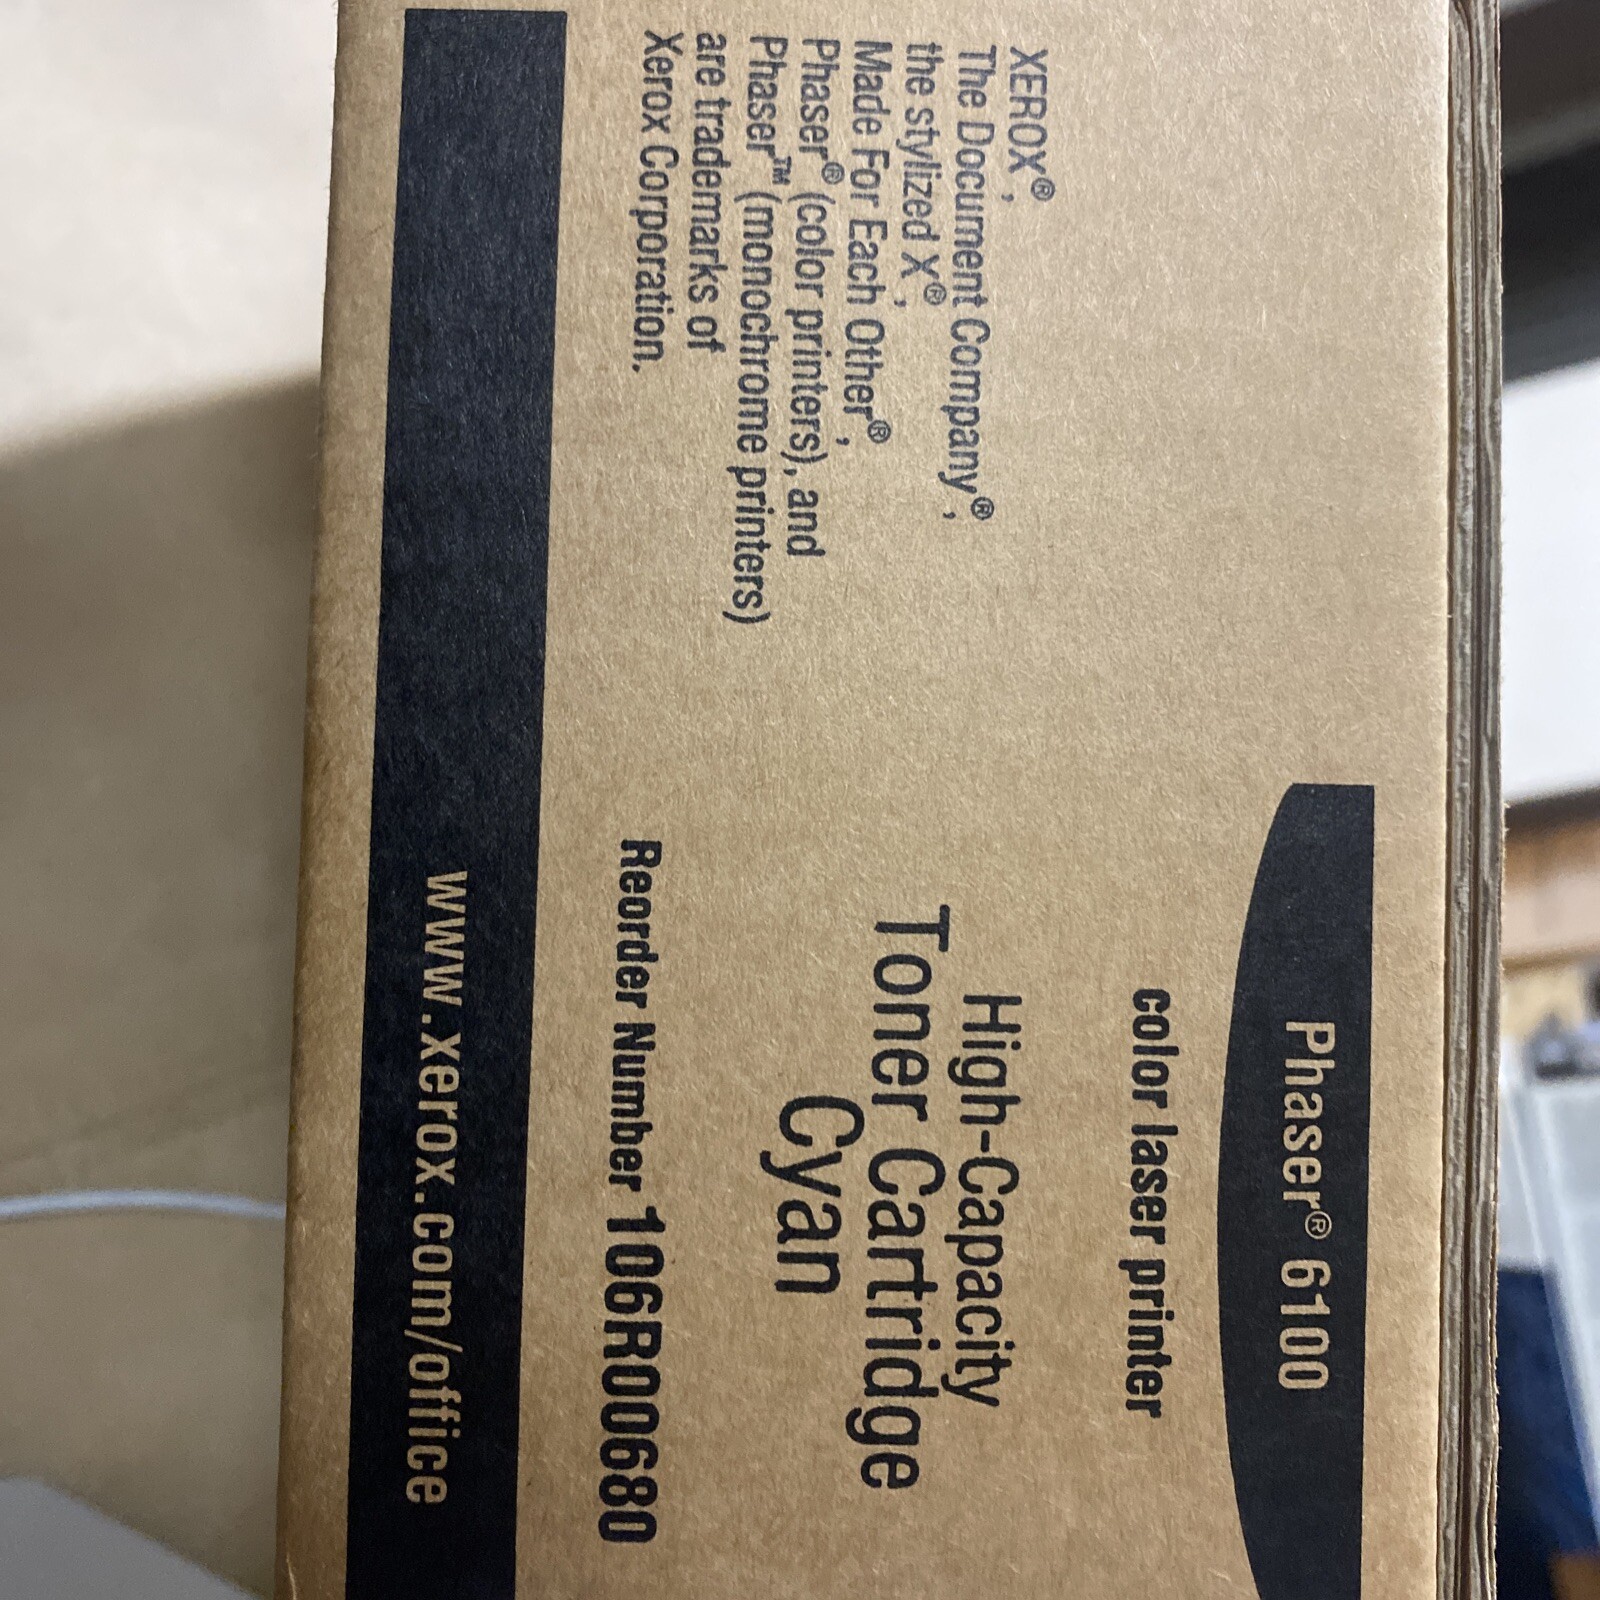 XEROX®,
The Document Company®,
the stylized X®,
Made For Each Other®,
Phaser® (color printers), and
Phaser™ (monochrome printers)
are trademarks of
Xerox Corporation.
Phaser® 6100
color laser printer
High-Capacity
Toner Cartridge
Cyan
Reorder Number 106R00680
www.xerox.com/office